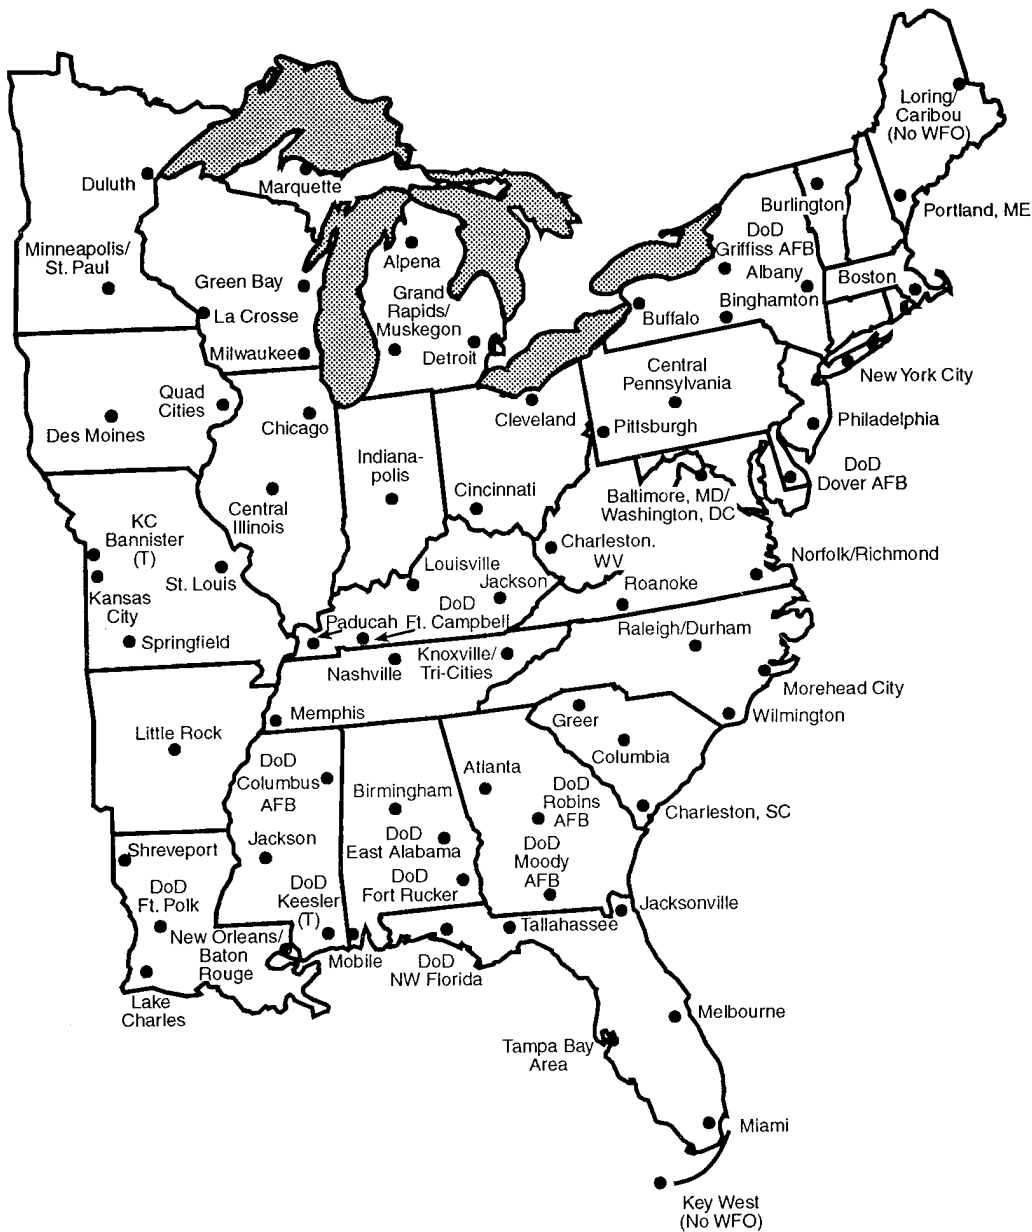 Loring/
Caribou
(No WFO)
Duluth
Marquette
Burlington
Portland, ME
Minneapolis/
St. Paul
Alpena
DoD
Griffiss AFB
Albany
Boston
Green Bay
Grand
Rapids/
Muskegon
Binghamton
La Crosse
Buffalo
Milwaukee
Detroit
New York City
Quad
Cities
Central
Pennsylvania
Des Moines
Chicago
Cleveland
Pittsburgh
Philadelphia
Indiana-
polis
DoD
Dover AFB
Central
Illinois
Cincinnati
Baltimore, MD/
Washington, DC
KC
Bannister
(T)
Charleston,
WV
Norfolk/Richmond
St. Louis
Louisville
Jackson
Roanoke
Kansas
City
DoD
Ft. Campbell
Paducah
Springfield
Raleigh/Durham
Nashville
Knoxville/
Tri-Cities
Morehead City
Memphis
Greer
Wilmington
Little Rock
Columbia
DoD
Columbus
AFB
Atlanta
Birmingham
DoD
Robins
AFB
Charleston, SC
Jackson
DoD
East Alabama
DoD
Moody
AFB
Shreveport
DoD
Ft. Polk
DoD
Keesler
(T)
DoD
Fort Rucker
Jacksonville
Tallahassee
New Orleans/
Baton
Rouge
Mobile
DoD
NW Florida
Lake
Charles
Melbourne
Tampa Bay
Area
Miami
Key West
(No WFO)